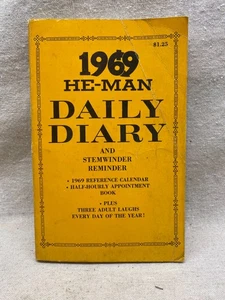 $1.25
1969
HE-MAN
DAILY
DIARY
AND
STEMWINDER
REMINDER
• 1969 REFERENCE CALENDAR
• HALF-HOURLY APPOINTMENT
BOOK
• PLUS
THREE ADULT LAUGHS
EVERY DAY OF THE YEAR!